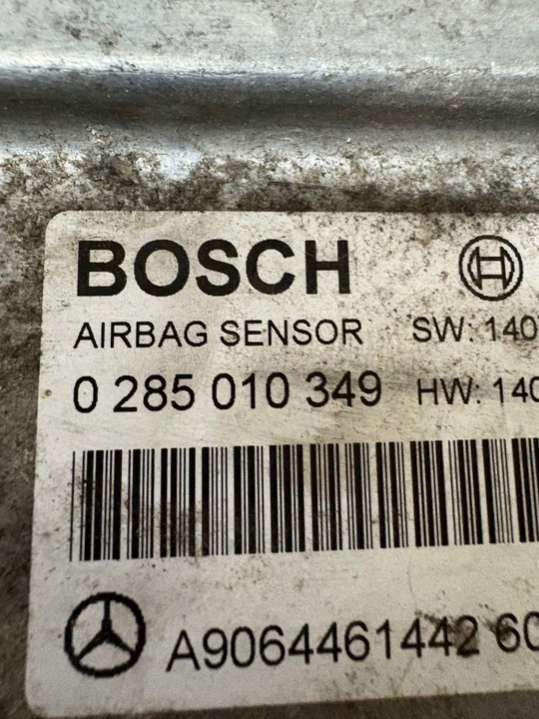 BOSCH
AIRBAG SENSOR SW: 140
0 285 010 349 HW: 140
A9064461442 60